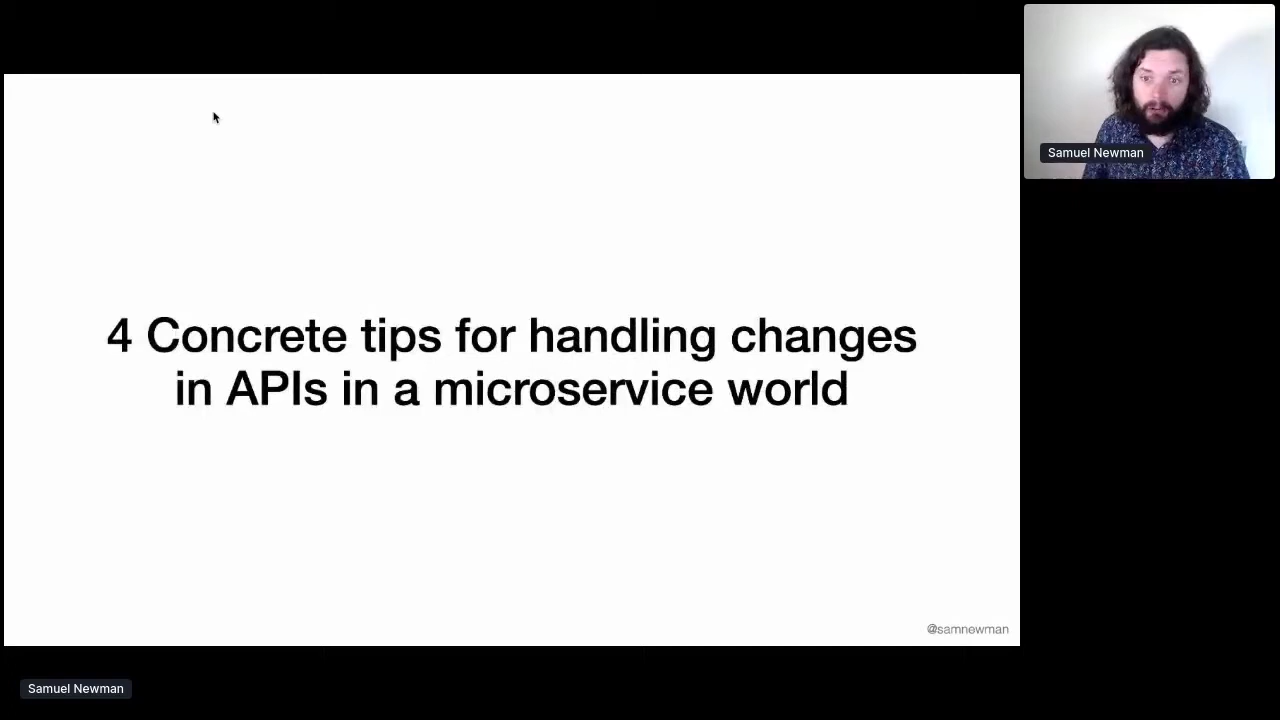 Samuel Newman
4 Concrete tips for handling changes
in APIs in a microservice world
@samnewman
Samuel Newman